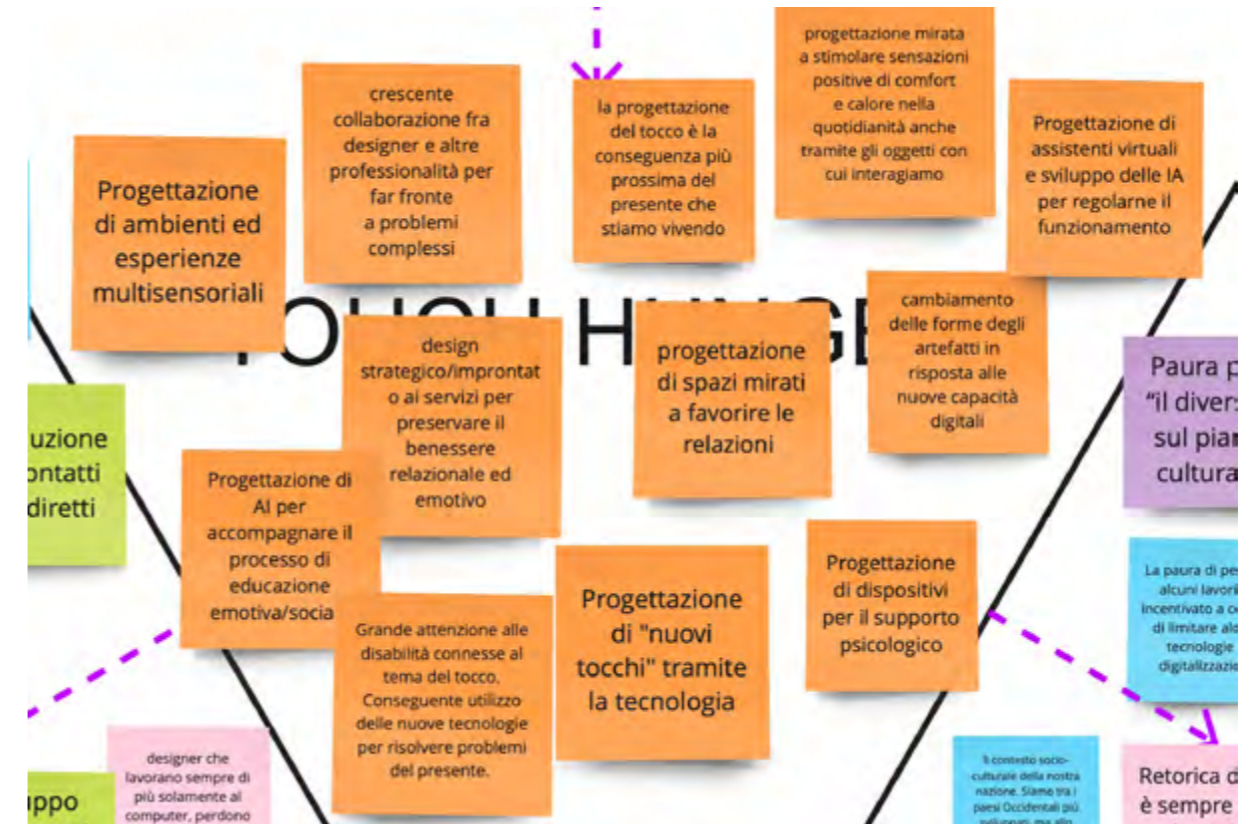 progettazione mirata
a stimolare sensazioni
positive di comfort
e calore nella
quotidianità anche
tramite gli oggetti con
cui interagiamo
crescente
collaborazione fra
designer e altre
professionalità per
far fronte
a problemi
complessi
la progettazione
del tocco è la
conseguenza più
prossima del
presente che
stiamo vivendo
Progettazione di
assistenti virtuali
e sviluppo delle IA
per regolarne il
funzionamento
Progettazione
di ambienti ed
esperienze
multisensoriali
cambiamento
delle forme degli
artefatti in
risposta alle
nuove capacità
digitali
design
strategico/improntat
o ai servizi per
preservare il
benessere
relazionale ed
emotivo
progettazione
di spazi mirati
a favorire le
relazioni
Paura p
"il divers
sul pian
cultura
uzione
ontatti
diretti
Progettazione di
AI per
accompagnare il
processo di
educazione
emotiva/socia
Progettazione
di dispositivi
per il supporto
psicologico
Progettazione
di "nuovi
tocchi" tramite
la tecnologia
La paura di pe
alcuni lavori
incentivato a
di limitare
tecnologie
digitalizzazi
Grande attenzione alle
disabilità connesse al
tema del tocco.
Conseguente utilizzo
delle nuove tecnologie
per risolvere problemi
del presente.
designer che
lavorano sempre di
più solamente al
computer, perdono
uppo
Il contesto socio-
culturale della nostra
nazione. Siamo tra i
paesi Occidentali più
Retorica d
è sempre